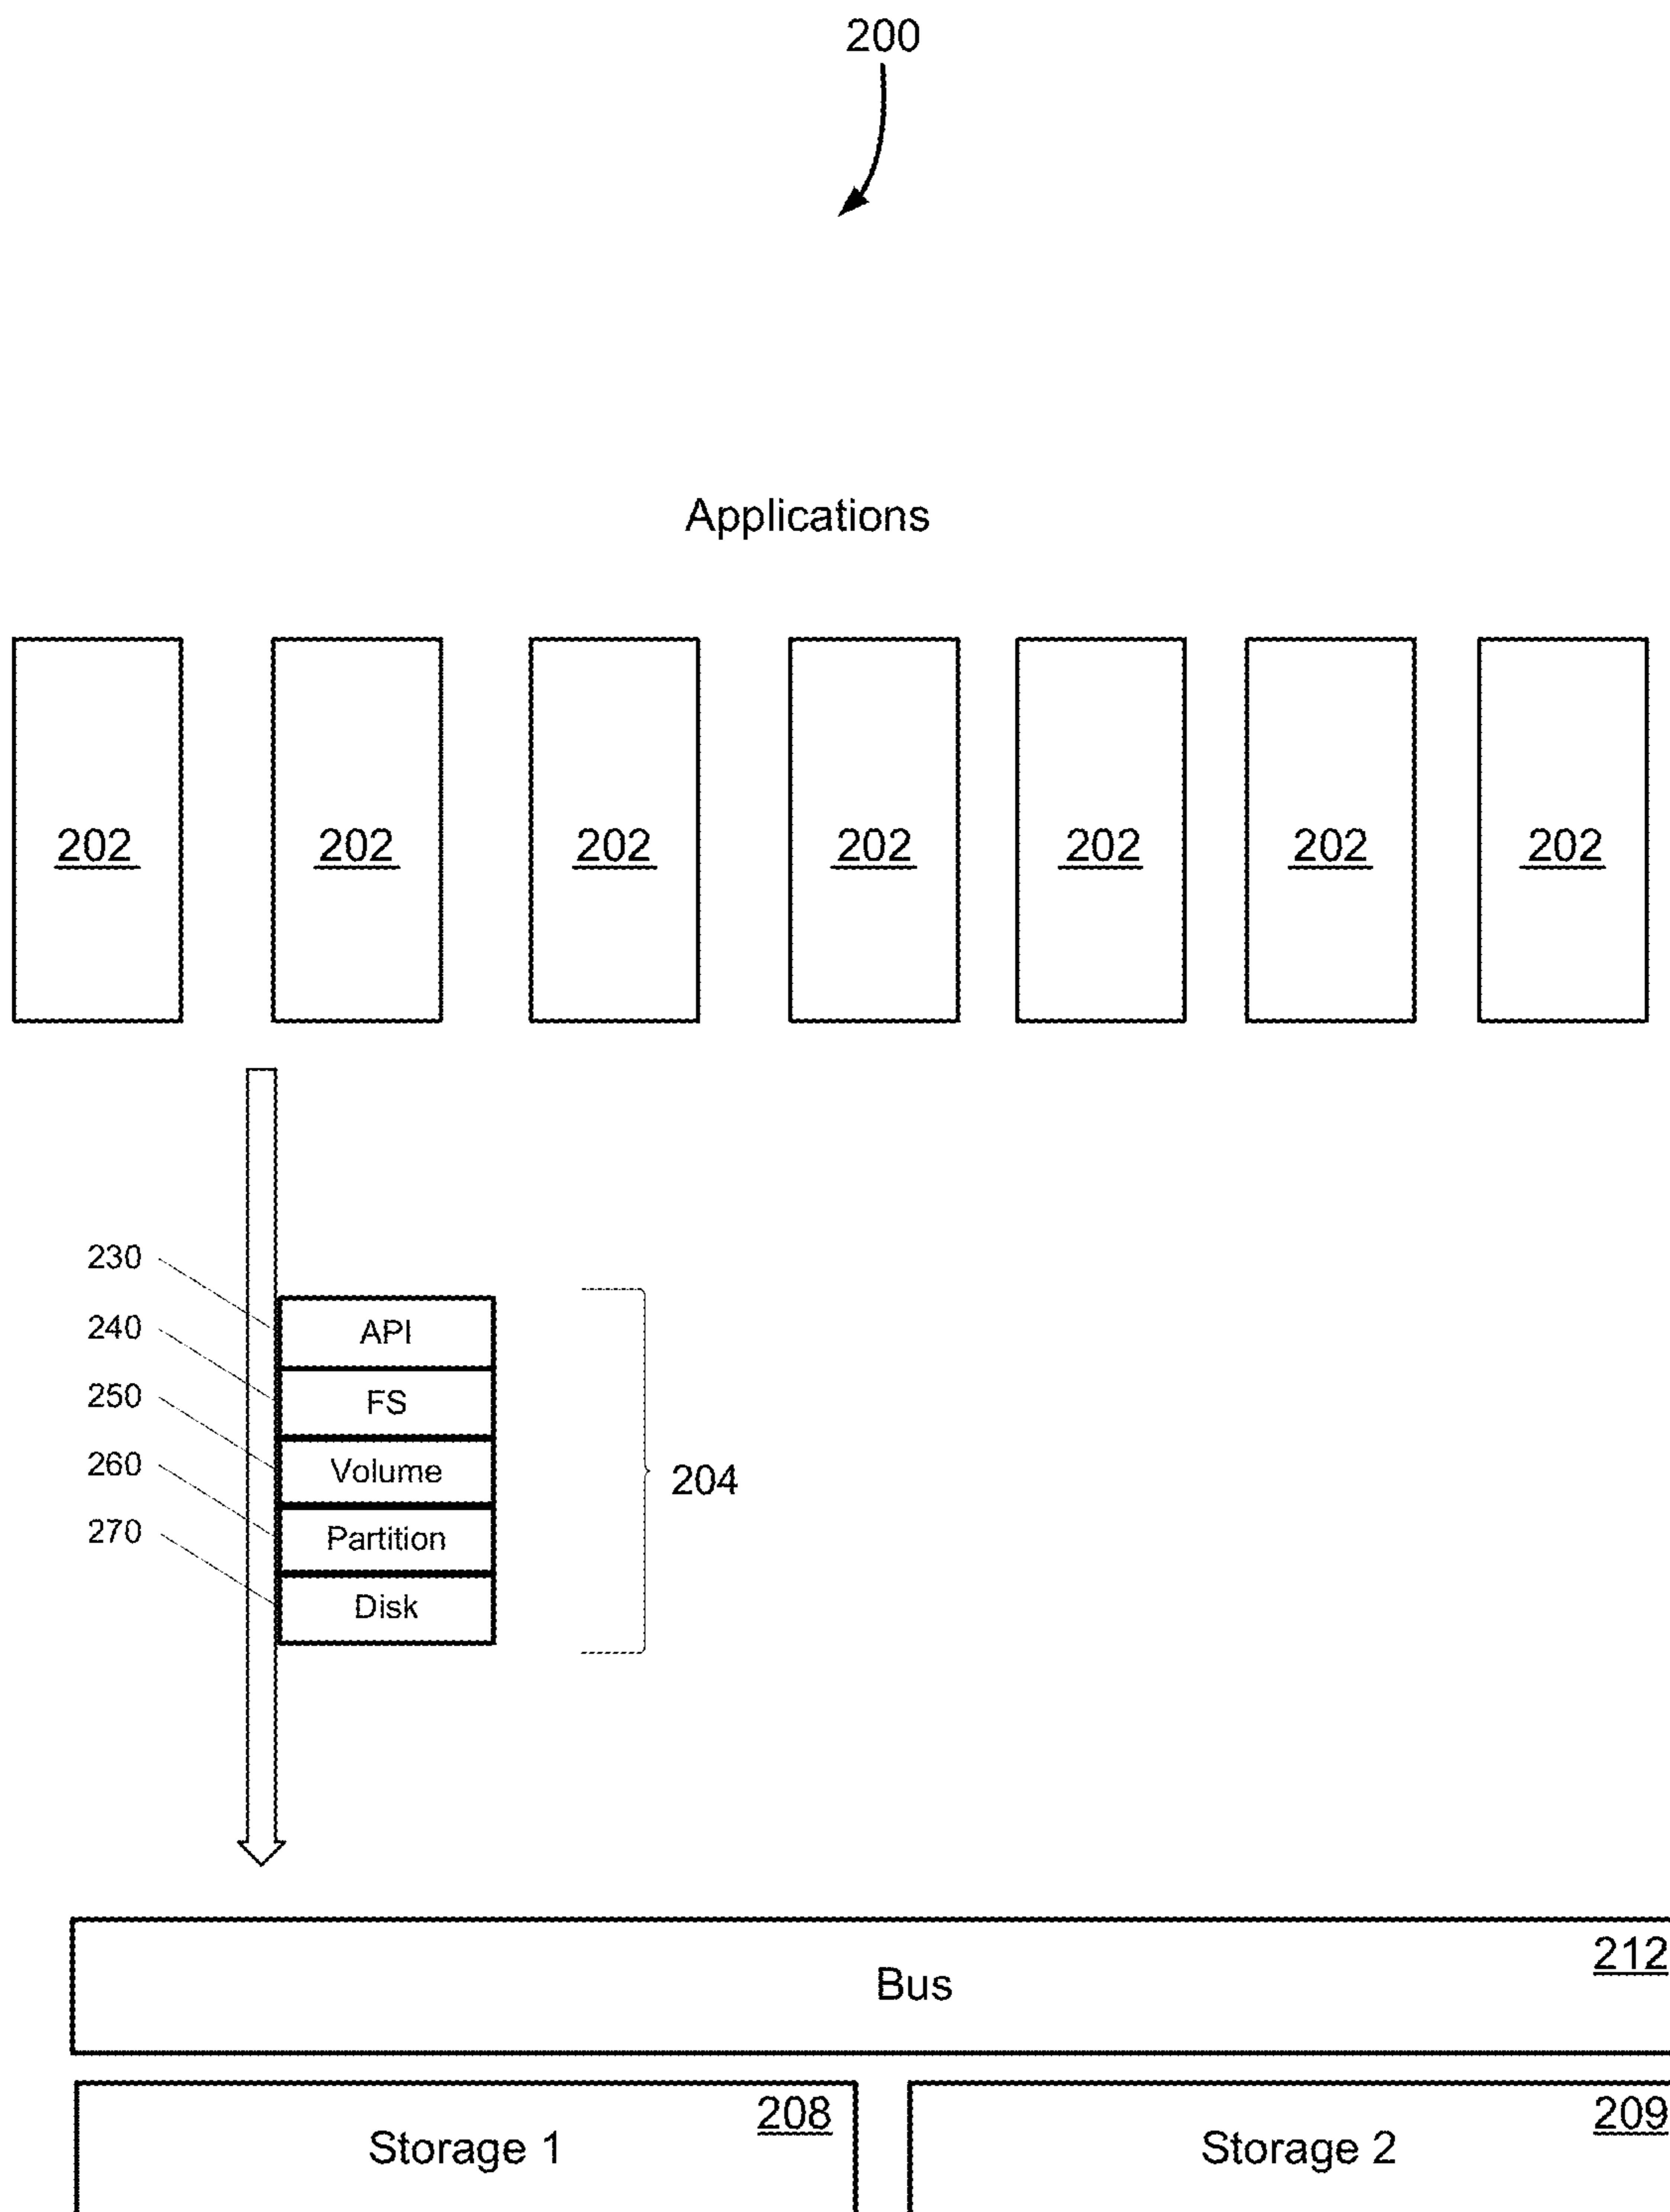 200
Applications
202 202 202 202 202 202 202
230
API
240
FS
250
Volume
260
Partition
270
Disk
204
212
Bus
208
Storage 1
209
Storage 2